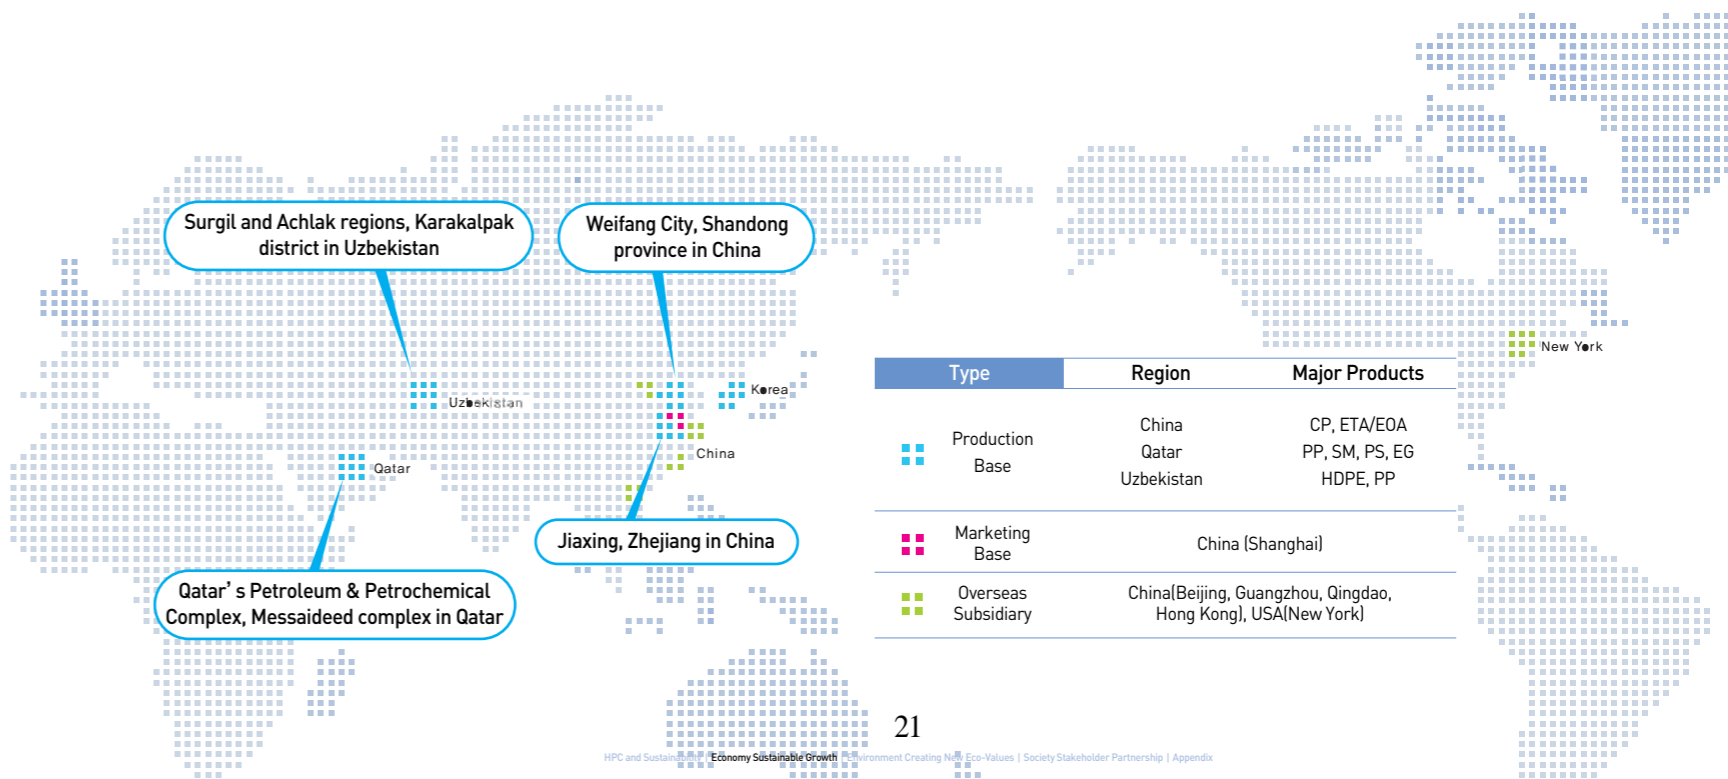 Surgil and Achlak regions, Karakalpak
district in Uzbekistan
Weifang City, Shandong
province in China
New York
Korea
Uzbekistan
China
Qatar
Jiaxing, Zhejiang in China
Qatar’ s Petroleum & Petrochemical
Complex, Messaideed complex in Qatar
Type Region Major Products
Production
Base
China CP, ETA/EOA
Qatar PP, SM, PS, EG
Uzbekistan HDPE, PP
Marketing
Base
China (Shanghai)
Overseas
Subsidiary
China(Beijing, Guangzhou, Qingdao,
Hong Kong), USA(New York)
21
HPC and Sustainability | Economy Sustainable Growth | Environment Creating New Eco-Values | Society Stakeholder Partnership | Appendix